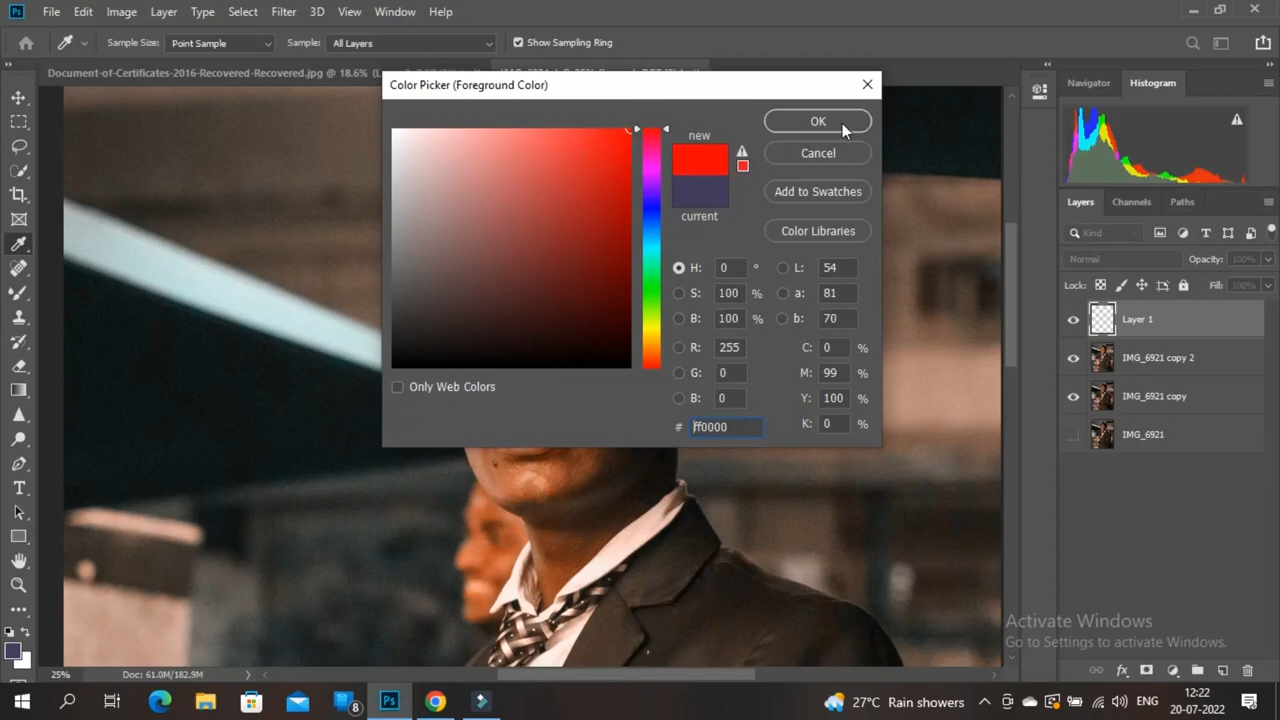 Ps File Edit Image Layer Type Select Filter 3D View Window Help
Sample Size: Point Sample Sample: All Layers Show Sampling Ring
Document-of-Certificates-2016-Recovered-Recovered.jpg @ 18.6% (L
Color Picker (Foreground Color)
new
current
OK
Cancel
Add to Swatches
Color Libraries
H: 0 ° L: 54
S: 100 % a: 81
B: 100 % b: 70
R: 255 C: 0 %
G: 0 M: 99 %
B: 0 Y: 100 %
# ff0000 K: 0 %
Only Web Colors
Navigator Histogram
Layers Channels Paths
Kind
Normal Opacity: 100%
Lock: Fill: 100%
Layer 1
IMG_6921 copy 2
IMG_6921 copy
IMG_6921
Activate Windows
Go to Settings to activate Windows.
25% Doc: 61.0M/182.9M
8 Ps 27°C Rain showers ENG 12:22
20-07-2022